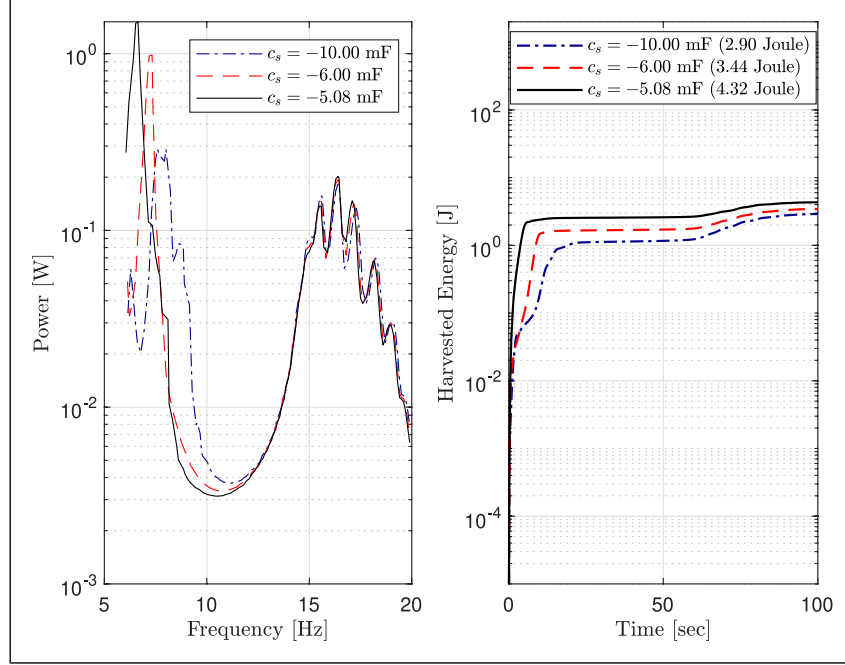 10^0
10^-1
10^-2
10^-3
Power [W]
5
10
15
20
Frequency [Hz]
c_s = −10.00 mF
c_s = −6.00 mF
c_s = −5.08 mF
10^2
10^0
10^-2
10^-4
Harvested Energy [J]
0
50
100
Time [sec]
c_s = −10.00 mF (2.90 Joule)
c_s = −6.00 mF (3.44 Joule)
c_s = −5.08 mF (4.32 Joule)